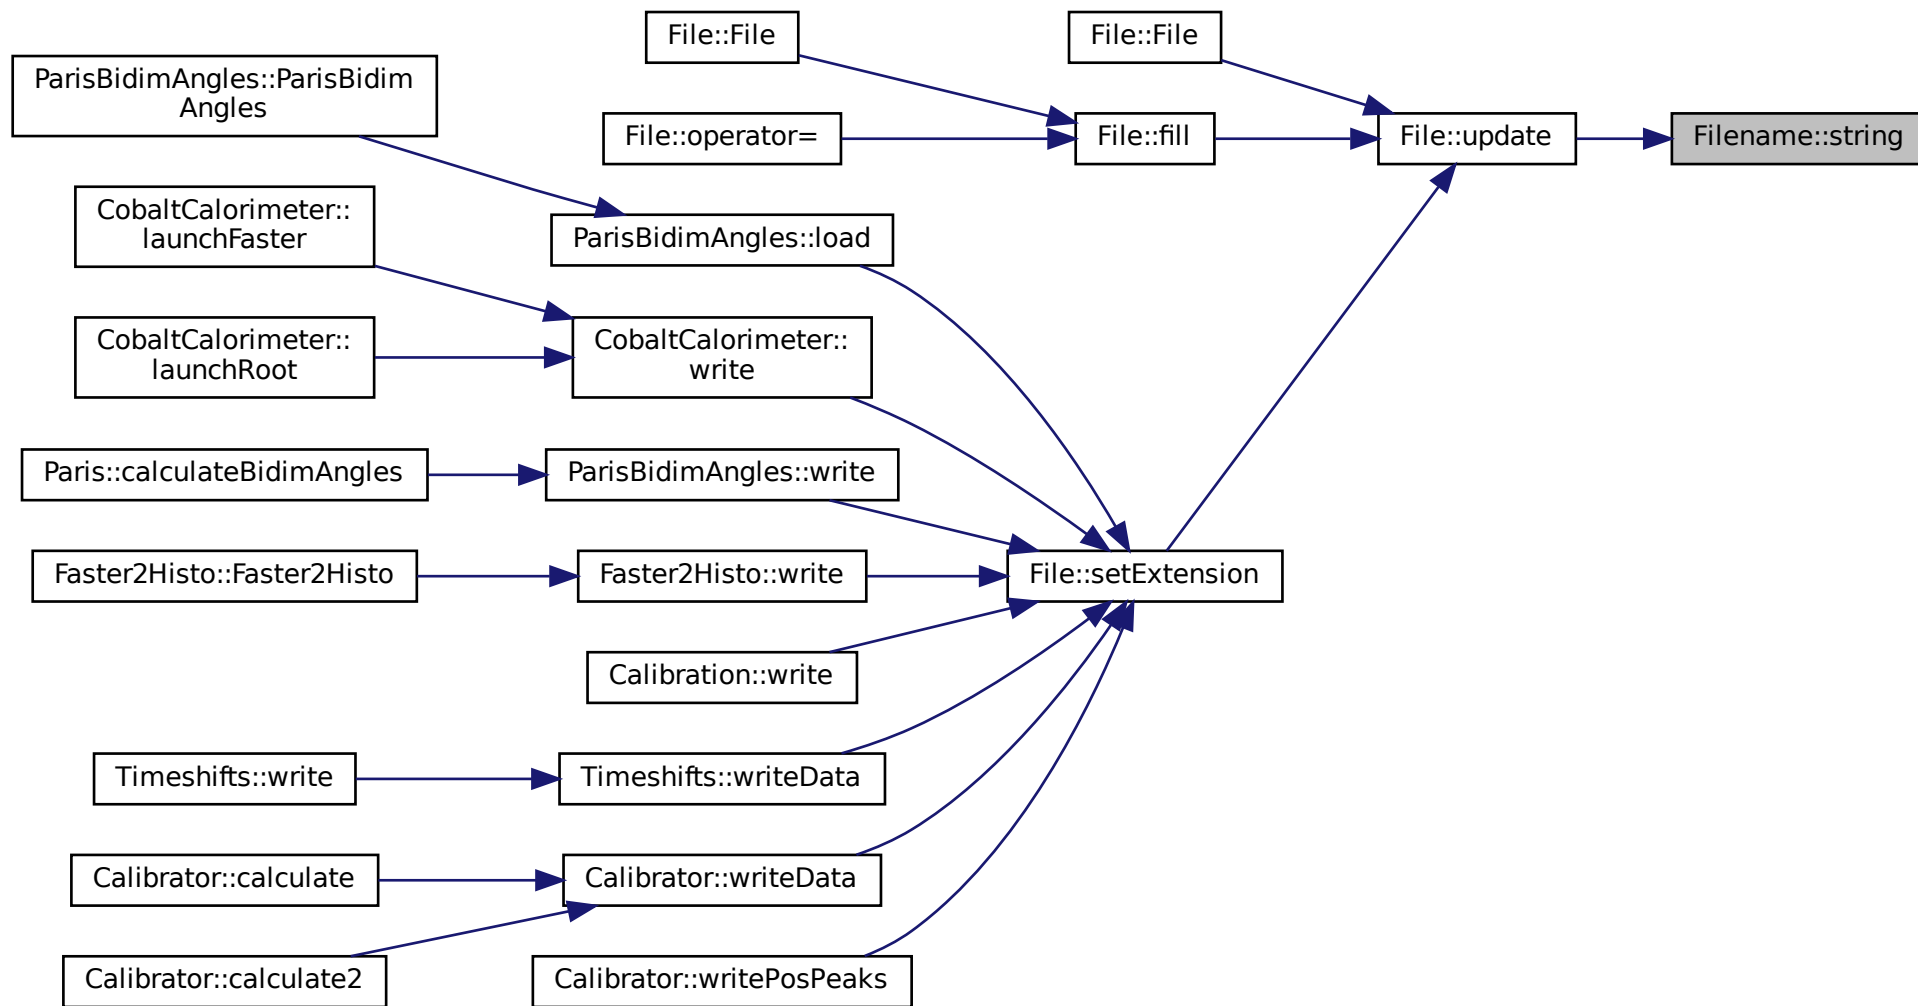 File::File
File::File
ParisBidimAngles::ParisBidim
Angles
File::operator=
File::fill
File::update
Filename::string
CobaltCalorimeter::
launchFaster
ParisBidimAngles::load
CobaltCalorimeter::
launchRoot
CobaltCalorimeter::
write
Paris::calculateBidimAngles
ParisBidimAngles::write
Faster2Histo::Faster2Histo
Faster2Histo::write
File::setExtension
Calibration::write
Timeshifts::write
Timeshifts::writeData
Calibrator::calculate
Calibrator::writeData
Calibrator::calculate2
Calibrator::writePosPeaks